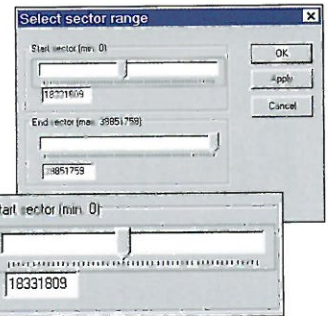 Select sector range
Start sector (min. 0)
18331809
OK
Apply
Cancel
End sector (max. 39851759)
39851759
Start sector (min. 0)
18331809